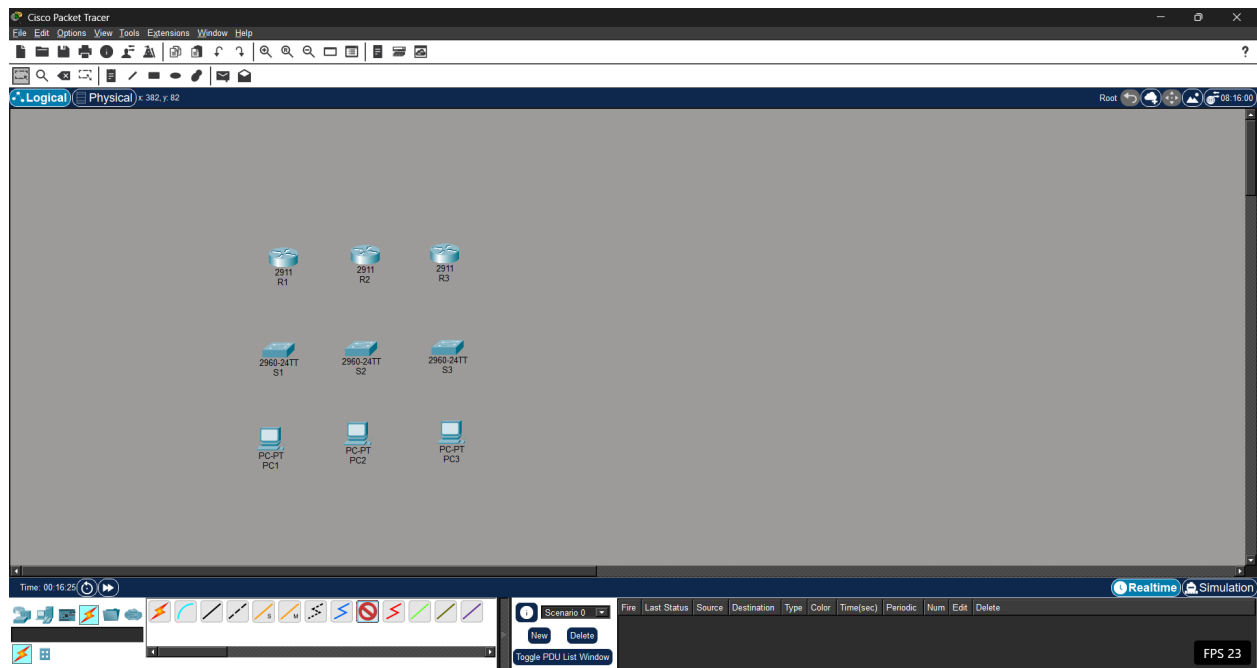 Cisco Packet Tracer
File Edit Options View Tools Extensions Window Help
?
Logical Physical x: 382, y: 82 Root 08:16:00
2911 2911 2911
R1 R2 R3
2960-24TT 2960-24TT 2960-24TT
S1 S2 S3
PC-PT PC-PT PC-PT
PC1 PC2 PC3
Time: 00:16:25 Realtime Simulation
S M
Scenario 0 Fire Last Status Source Destination Type Color Time(sec) Periodic Num Edit Delete
New Delete
Toggle PDU List Window
FPS 23